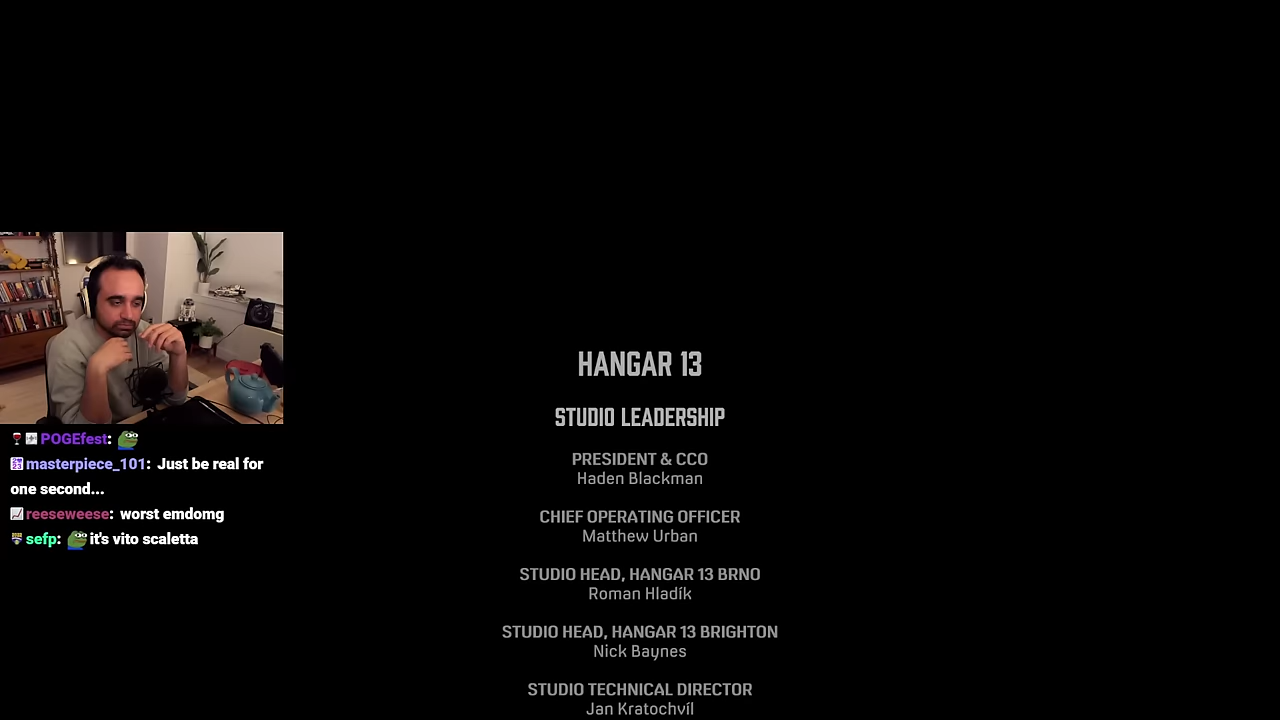 HANGAR 13
STUDIO LEADERSHIP
PRESIDENT & CCO
Haden Blackman
CHIEF OPERATING OFFICER
Matthew Urban
STUDIO HEAD, HANGAR 13 BRNO
Roman Hladík
STUDIO HEAD, HANGAR 13 BRIGHTON
Nick Baynes
STUDIO TECHNICAL DIRECTOR
Jan Kratochvíl
POGEfest:
masterpiece_101: Just be real for
one second...
reeseweese: worst emdomg
sefp: it's vito scaletta